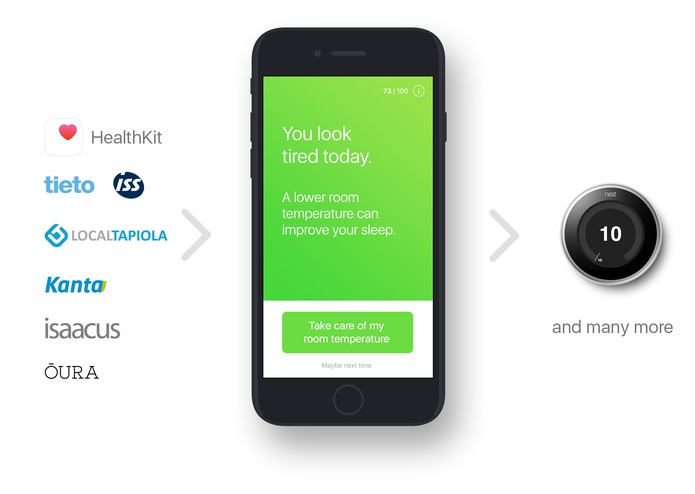 HealthKit
tieto
iss
LOCALTAPIOLA
Kanta
isaacus
ŌURA
73 / 100
You look
tired today.
A lower room
temperature can
improve your sleep.
Take care of my
room temperature
Maybe next time
nest
10
and many more